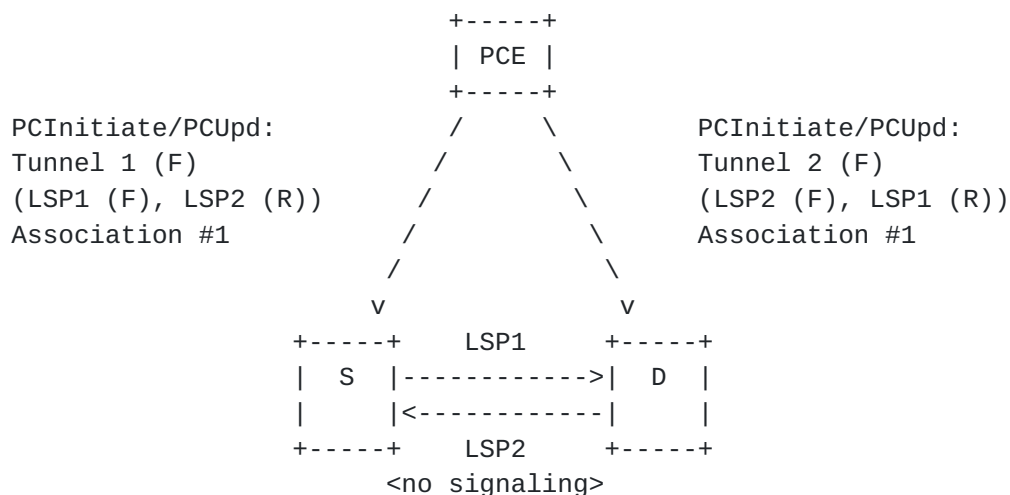 +-----+
                            | PCE |
                            +-----+
PCInitiate/PCUpd:          /     \         PCInitiate/PCUpd:
Tunnel 1 (F)              /       \        Tunnel 2 (F)
(LSP1 (F), LSP2 (R))     /         \       (LSP2 (F), LSP1 (R))
Association #1          /           \      Association #1
                       /             \
                      v               v
                  +-----+    LSP1     +-----+
                  |  S  |------------>|  D  |
                  |     |<------------|     |
                  +-----+    LSP2     +-----+
                       <no signaling>